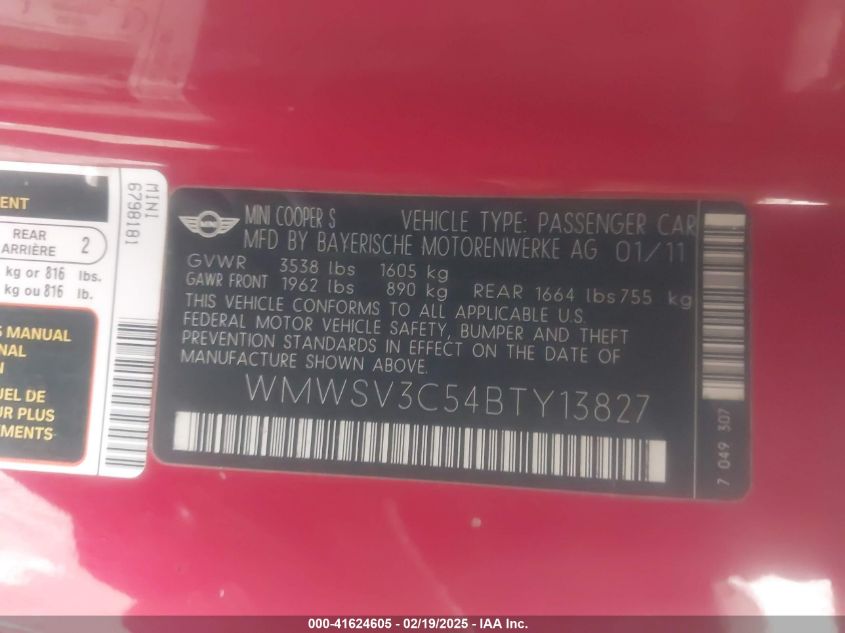 MENT
REAR
ARRIÈRE
2
kg or 816 lbs.
kg ou 816 lb.
S MANUAL
NAL
UEL DE
UR PLUS
EMENTS
MINI
6798181
MINI
MINI COOPER S VEHICLE TYPE: PASSENGER CAR
MFD BY BAYERISCHE MOTORENWERKE AG 01/11
GVWR 3538 lbs 1605 kg
GAWR FRONT 1962 lbs 890 kg REAR 1664 lbs 755 kg
THIS VEHICLE CONFORMS TO ALL APPLICABLE U.S.
FEDERAL MOTOR VEHICLE SAFETY, BUMPER AND THEFT
PREVENTION STANDARDS IN EFFECT ON THE DATE OF
MANUFACTURE SHOWN ABOVE.
WMWSV3C54BTY13827
7 049 307
000-41624605 - 02/19/2025 - IAA Inc.